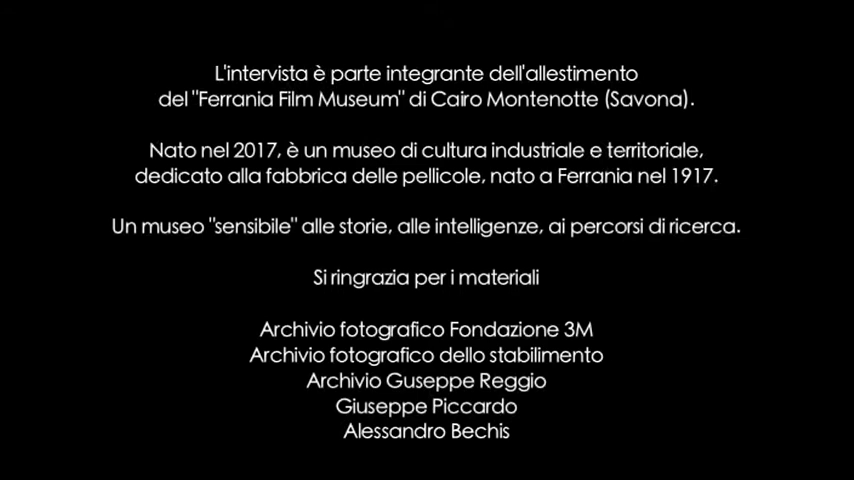 L'intervista è parte integrante dell'allestimento
del "Ferrania Film Museum" di Cairo Montenotte (Savona).
Nato nel 2017, è un museo di cultura industriale e territoriale,
dedicato alla fabbrica delle pellicole, nato a Ferrania nel 1917.
Un museo "sensibile" alle storie, alle intelligenze, ai percorsi di ricerca.
Si ringrazia per i materiali
Archivio fotografico Fondazione 3M
Archivio fotografico dello stabilimento
Archivio Guseppe Reggio
Giuseppe Piccardo
Alessandro Bechis